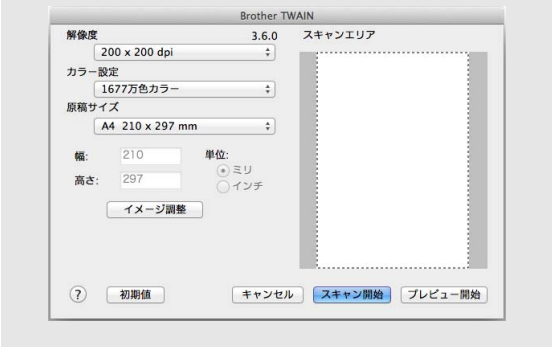 Brother TWAIN
解像度 3.6.0 スキャンエリア
200 x 200 dpi
カラー設定
1677万色カラー
原稿サイズ
A4 210 x 297 mm
幅: 210 単位:
ミリ
高さ: 297
インチ
イメージ調整
? 初期値 キャンセル スキャン開始 プレビュー開始